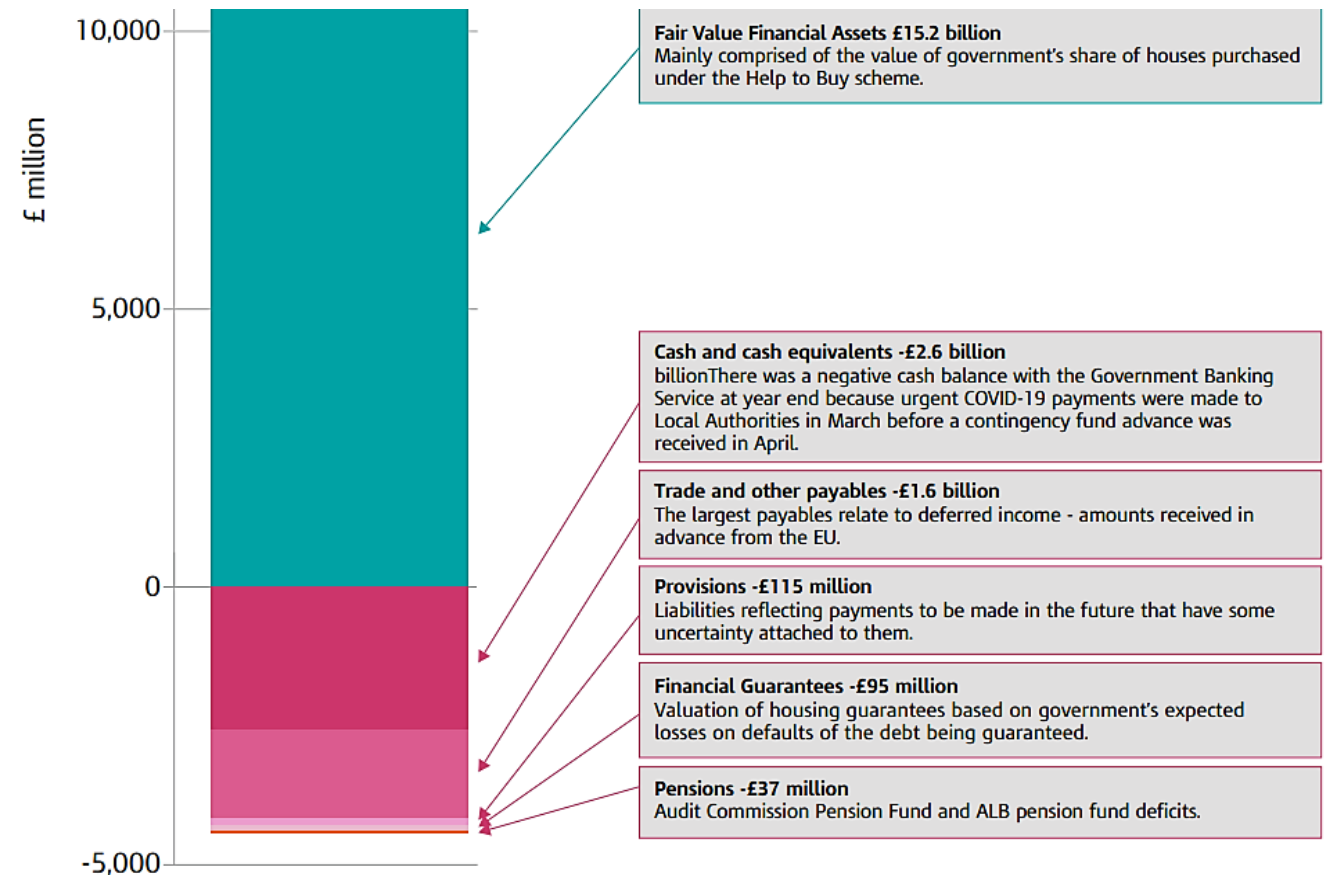 10,000
£ million
5,000
0
-5,000
Fair Value Financial Assets £15.2 billion
Mainly comprised of the value of government's share of houses purchased
under the Help to Buy scheme.
Cash and cash equivalents -£2.6 billion
billionThere was a negative cash balance with the Government Banking
Service at year end because urgent COVID-19 payments were made to
Local Authorities in March before a contingency fund advance was
received in April.
Trade and other payables -£1.6 billion
The largest payables relate to deferred income - amounts received in
advance from the EU.
Provisions -£115 million
Liabilities reflecting payments to be made in the future that have some
uncertainty attached to them.
Financial Guarantees -£95 million
Valuation of housing guarantees based on government's expected
losses on defaults of the debt being guaranteed.
Pensions -£37 million
Audit Commission Pension Fund and ALB pension fund deficits.